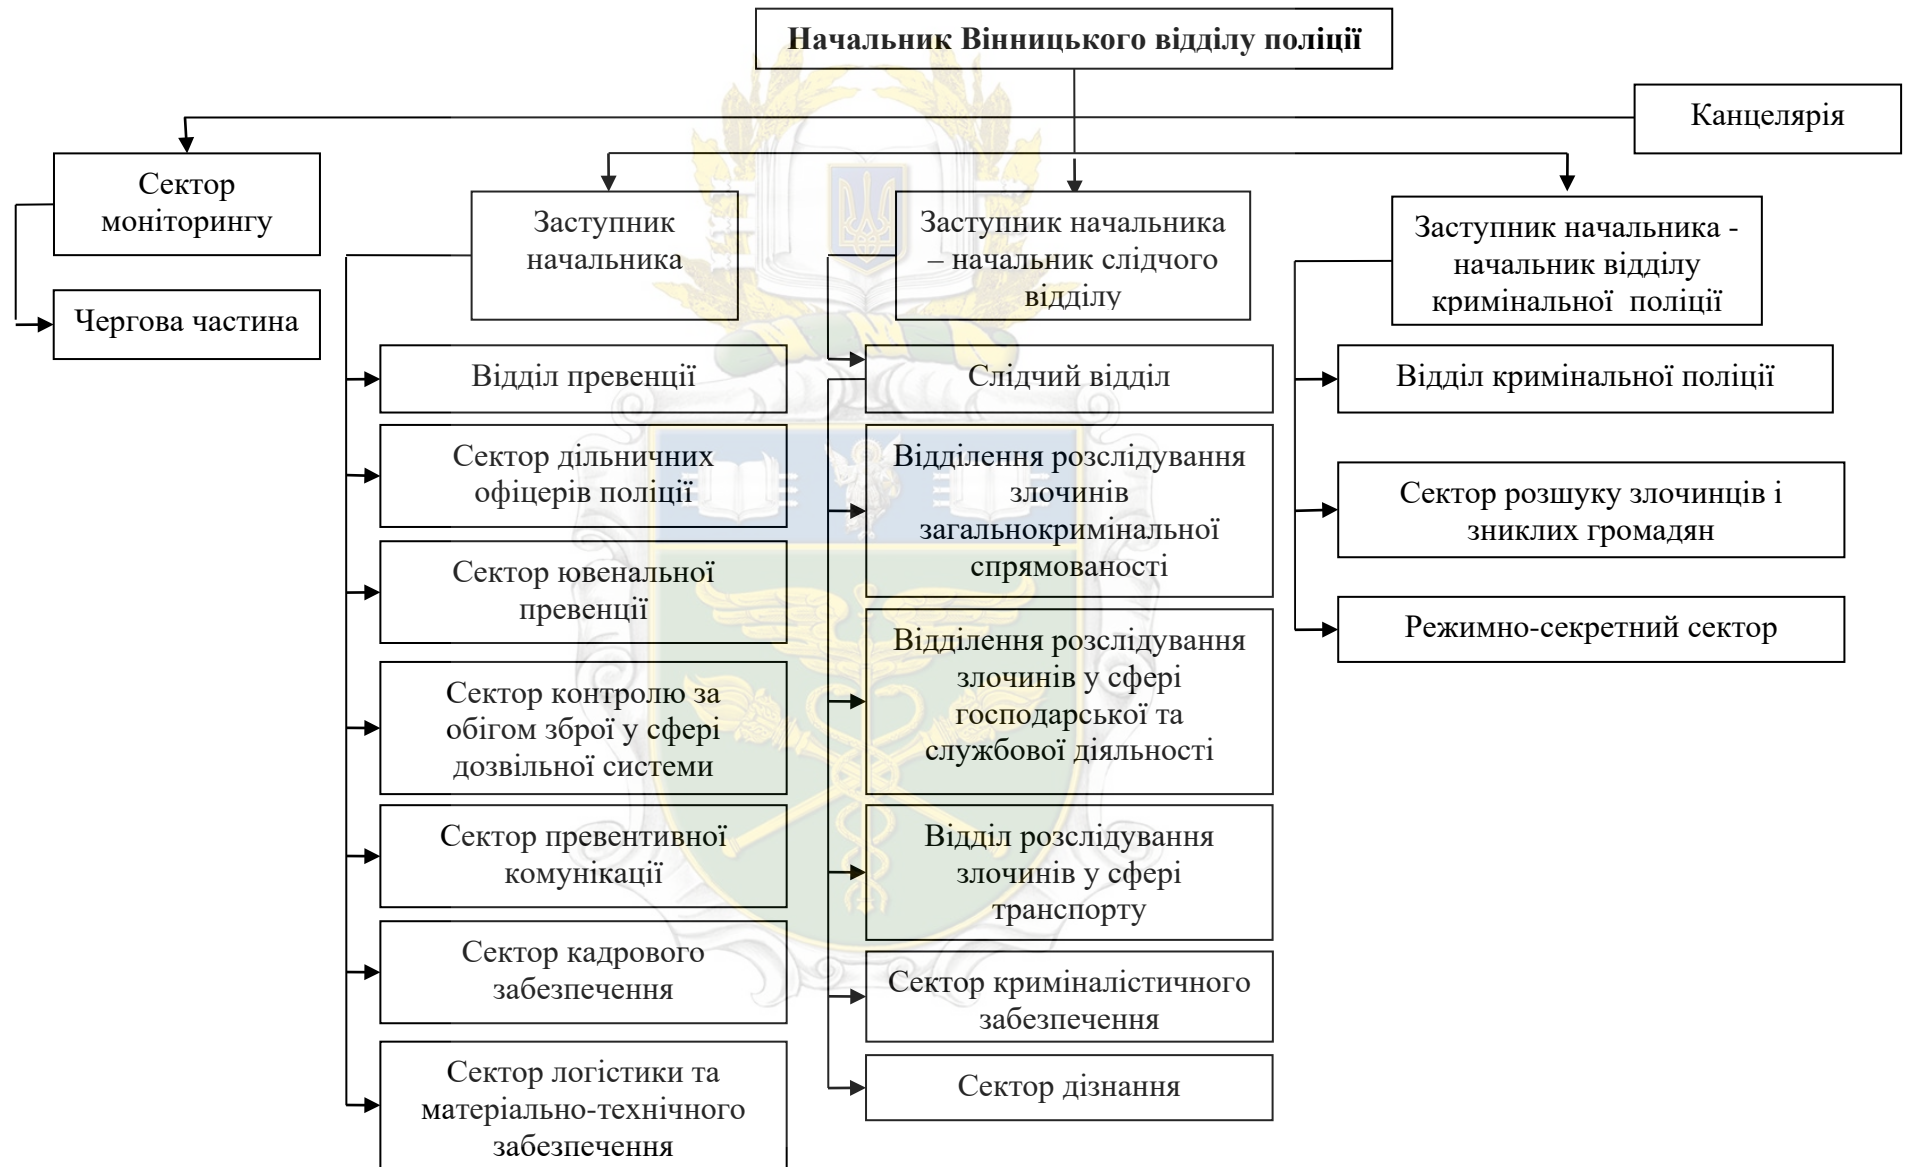 Начальник Вінницького відділу поліції
Канцелярія
Сектор
моніторингу
Чергова частина
Заступник
начальника
Відділ превенції
Сектор дільничних
офіцерів поліції
Сектор ювенальної
превенції
Сектор контролю за
обігом зброї у сфері
дозвільної системи
Сектор превентивної
комунікації
Сектор кадрового
забезпечення
Сектор логістики та
матеріально-технічного
забезпечення
Заступник начальника
– начальник слідчого
відділу
Слідчий відділ
Відділення розслідування
злочинів
загальнокримінальної
спрямованості
Відділення розслідування
злочинів у сфері
господарської та
службової діяльності
Відділ розслідування
злочинів у сфері
транспорту
Сектор криміналістичного
забезпечення
Сектор дізнання
Заступник начальника -
начальник відділу
кримінальної поліції
Відділ кримінальної поліції
Сектор розшуку злочинців і
зниклих громадян
Режимно-секретний сектор